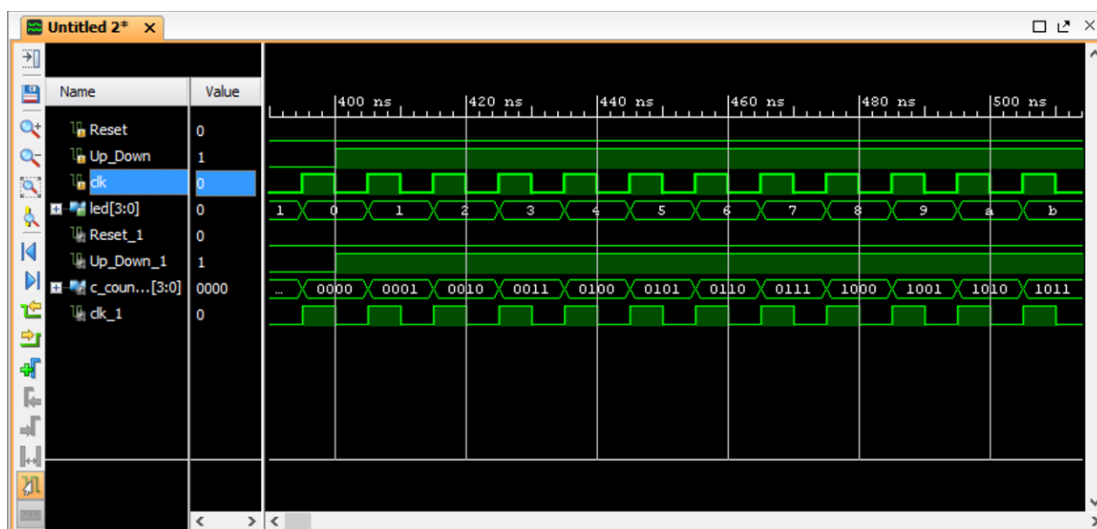 Untitled 2*
Name Value
400 ns 420 ns 440 ns 460 ns 480 ns 500 ns
Reset 0
Up_Down 1
clk 0
led[3:0] 0 1 0 1 2 3 4 5 6 7 8 9 a b
Reset_1 0
Up_Down_1 1
c_coun...[3:0] 0000 ... 0000 0001 0010 0011 0100 0101 0110 0111 1000 1001 1010 1011
clk_1 0